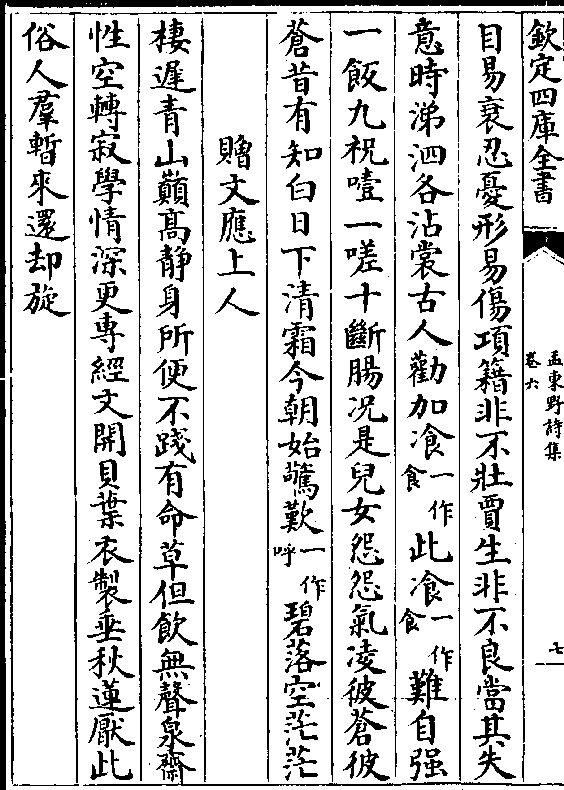 欽定四庫全書
孟東野詩集
卷六
七
目易衰忍憂形易傷項籍非不壯賈生非不良當其失
意時涕泗各沾裳古人勸加飡一作食此飡一作食難自强
一飯九祝噎一嗟十斷腸况是兒女怨怨氣凌彼蒼彼
蒼昔有知白日下清霜今朝始驚歎一作呼碧落空茫茫
贈文應上人
棲遲青山巔髙静身所便不踐有命草但飲無聲泉齋
性空轉寂學情深更專經文開貝葉衣製垂秋蓮厭此
俗人羣暫來還却旋